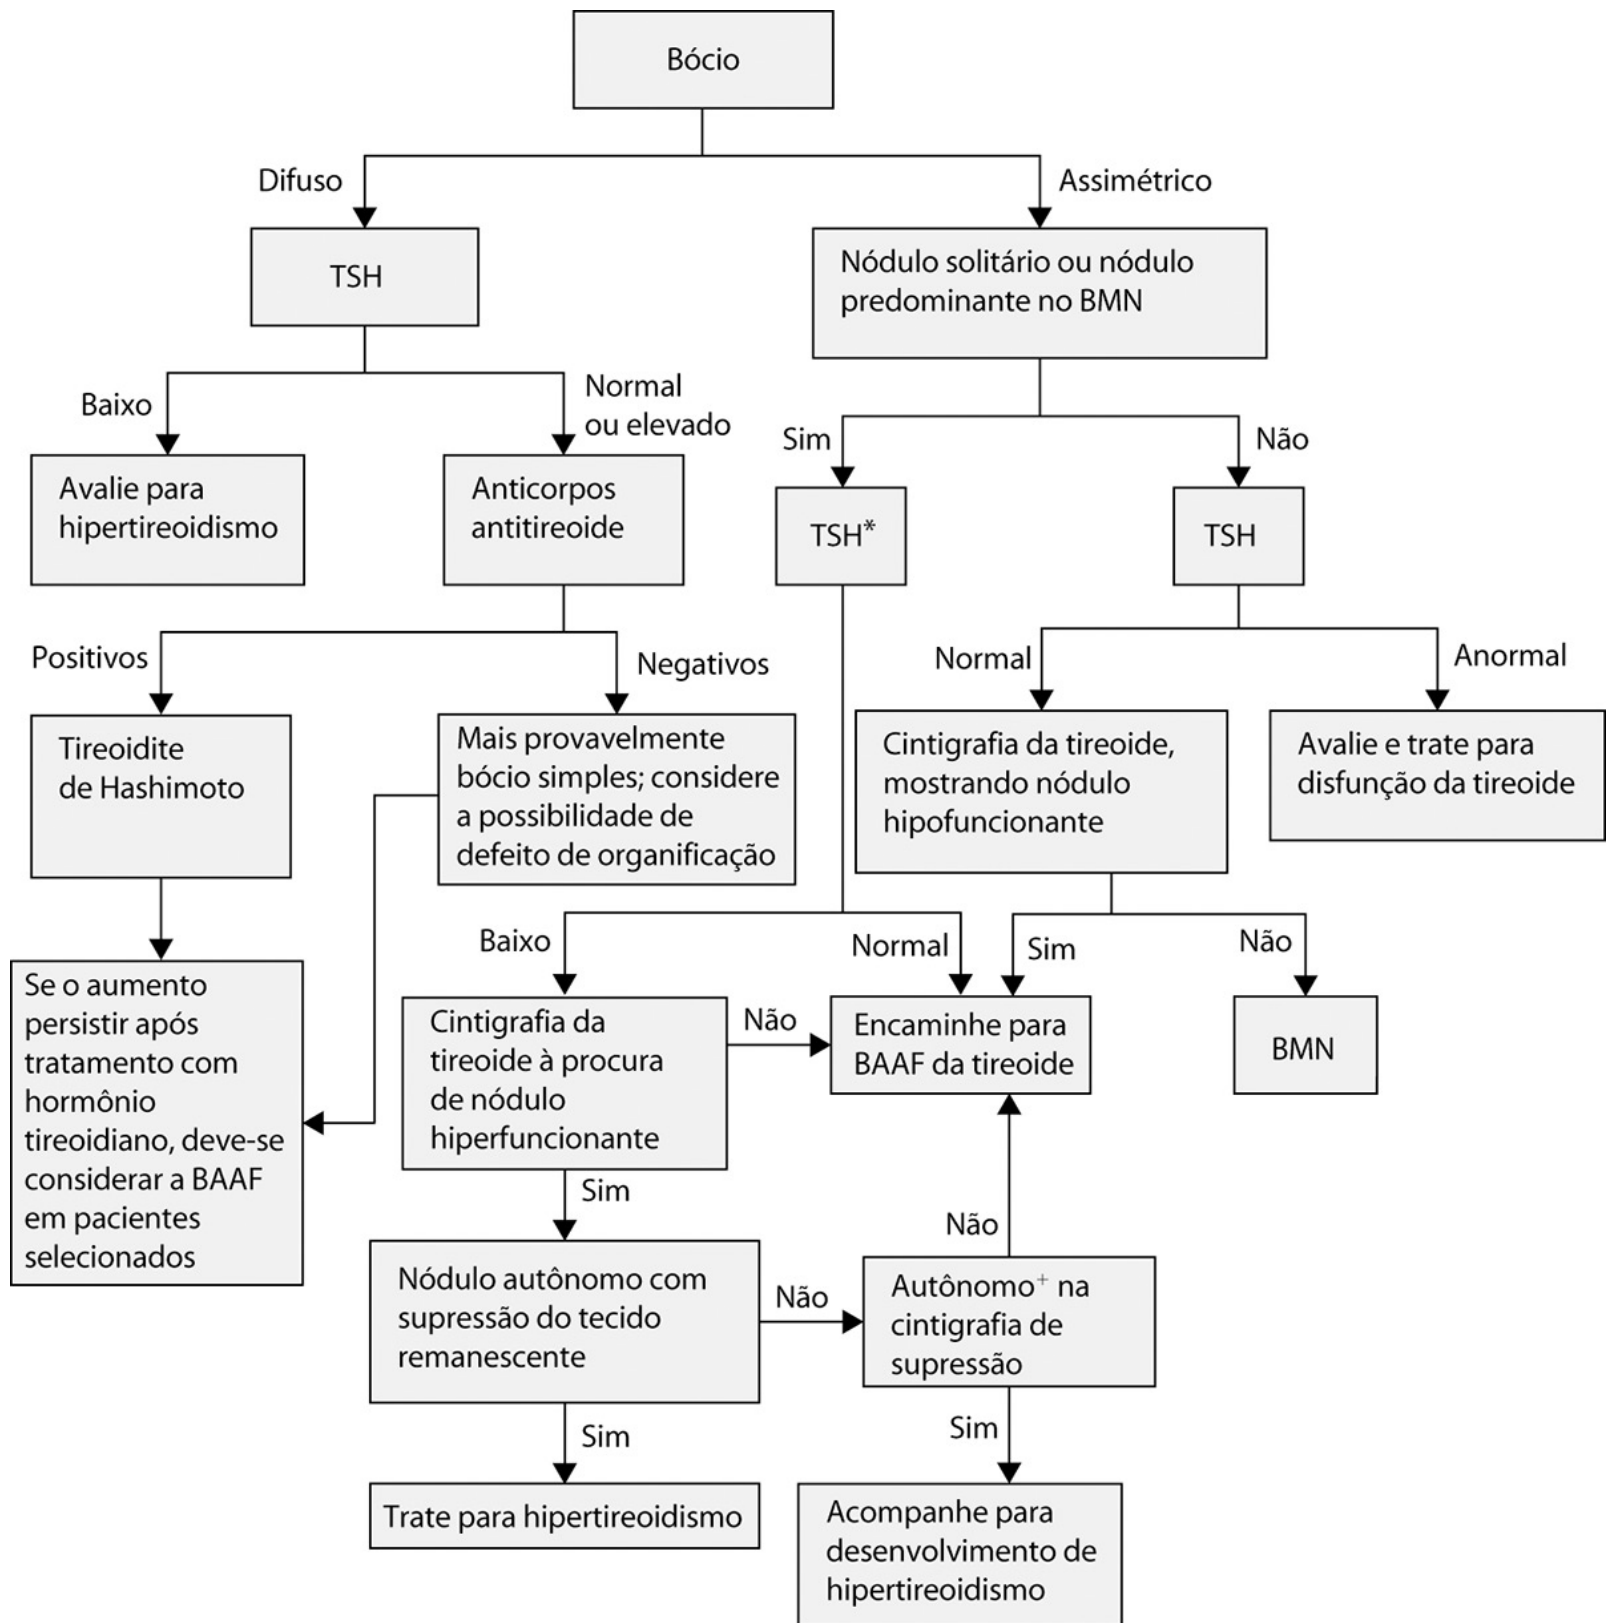 Bócio
Difuso
Assimétrico
TSH
Nódulo solitário ou nódulo
predominante no BMN
Baixo
Normal
ou elevado
Sim
Não
Avalie para
hipertireoidismo
Anticorpos
antitireoide
TSH*
TSH
Positivos
Negativos
Normal
Anormal
Tireoidite
de Hashimoto
Mais provavelmente
bócio simples; considere
a possibilidade de
defeito de organificação
Cintigrafia da tireoide,
mostrando nódulo
hipofuncionante
Avalie e trate para
disfunção da tireoide
Baixo
Normal
Sim
Não
Se o aumento
persistir após
tratamento com
hormônio
tireoidiano, deve-se
considerar a BAAF
em pacientes
selecionados
Cintigrafia da
tireoide à procura
de nódulo
hiperfuncionante
Não
Encaminhe para
BAAF da tireoide
BMN
Sim
Não
Nódulo autônomo com
supressão do tecido
remanescente
Não
Autônomo⁺ na
cintigrafia de
supressão
Sim
Sim
Trate para hipertireoidismo
Acompanhe para
desenvolvimento de
hipertireoidismo